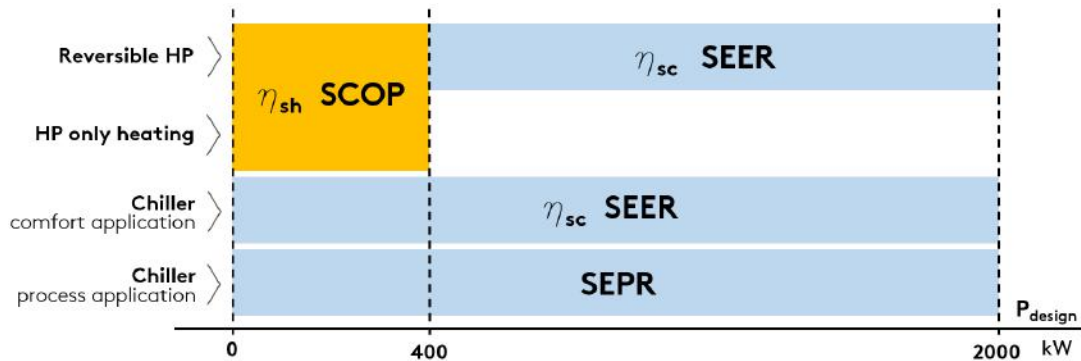 Reversible HP
ηsc SEER
ηsh SCOP
HP only heating
Chiller
comfort application
ηsc SEER
Chiller
process application
SEPR
Pdesign
0 400 2000 kW